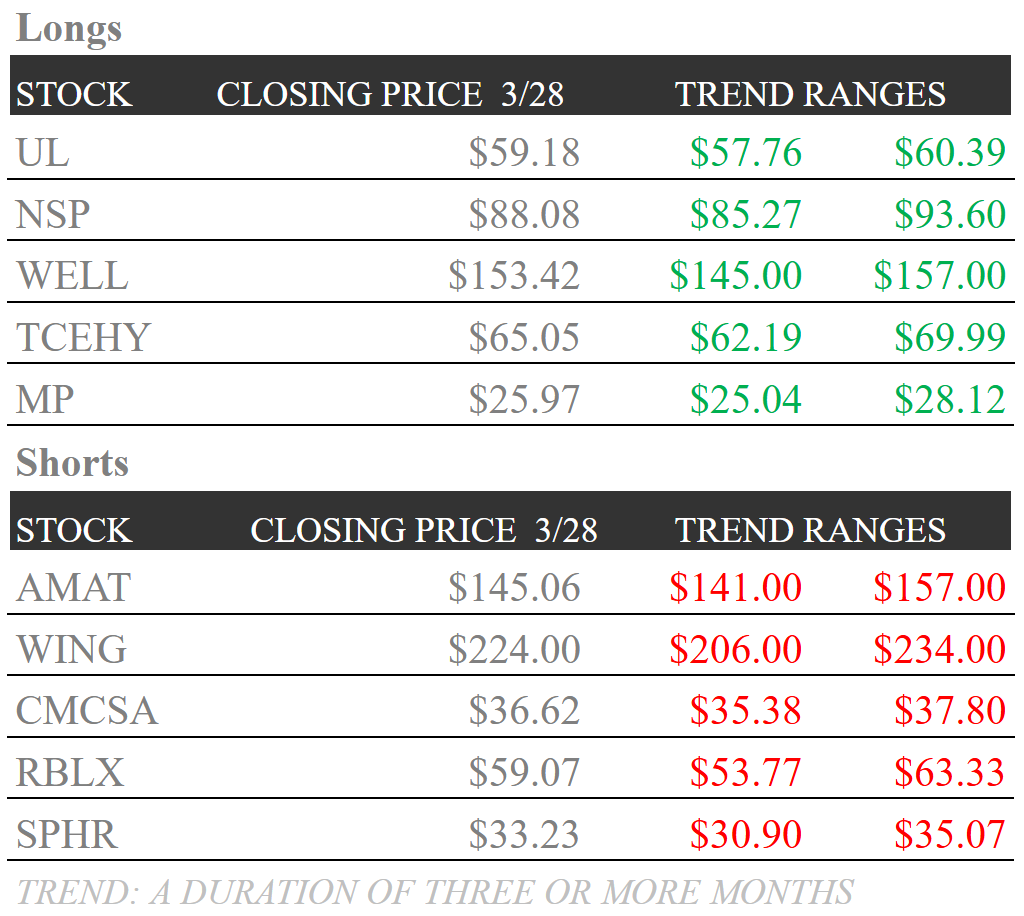 Longs
STOCK CLOSING PRICE 3/28 TREND RANGES
UL $59.18 $57.76 $60.39
NSP $88.08 $85.27 $93.60
WELL $153.42 $145.00 $157.00
TCEHY $65.05 $62.19 $69.99
MP $25.97 $25.04 $28.12
Shorts
STOCK CLOSING PRICE 3/28 TREND RANGES
AMAT $145.06 $141.00 $157.00
WING $224.00 $206.00 $234.00
CMCSA $36.62 $35.38 $37.80
RBLX $59.07 $53.77 $63.33
SPHR $33.23 $30.90 $35.07
TREND: A DURATION OF THREE OR MORE MONTHS